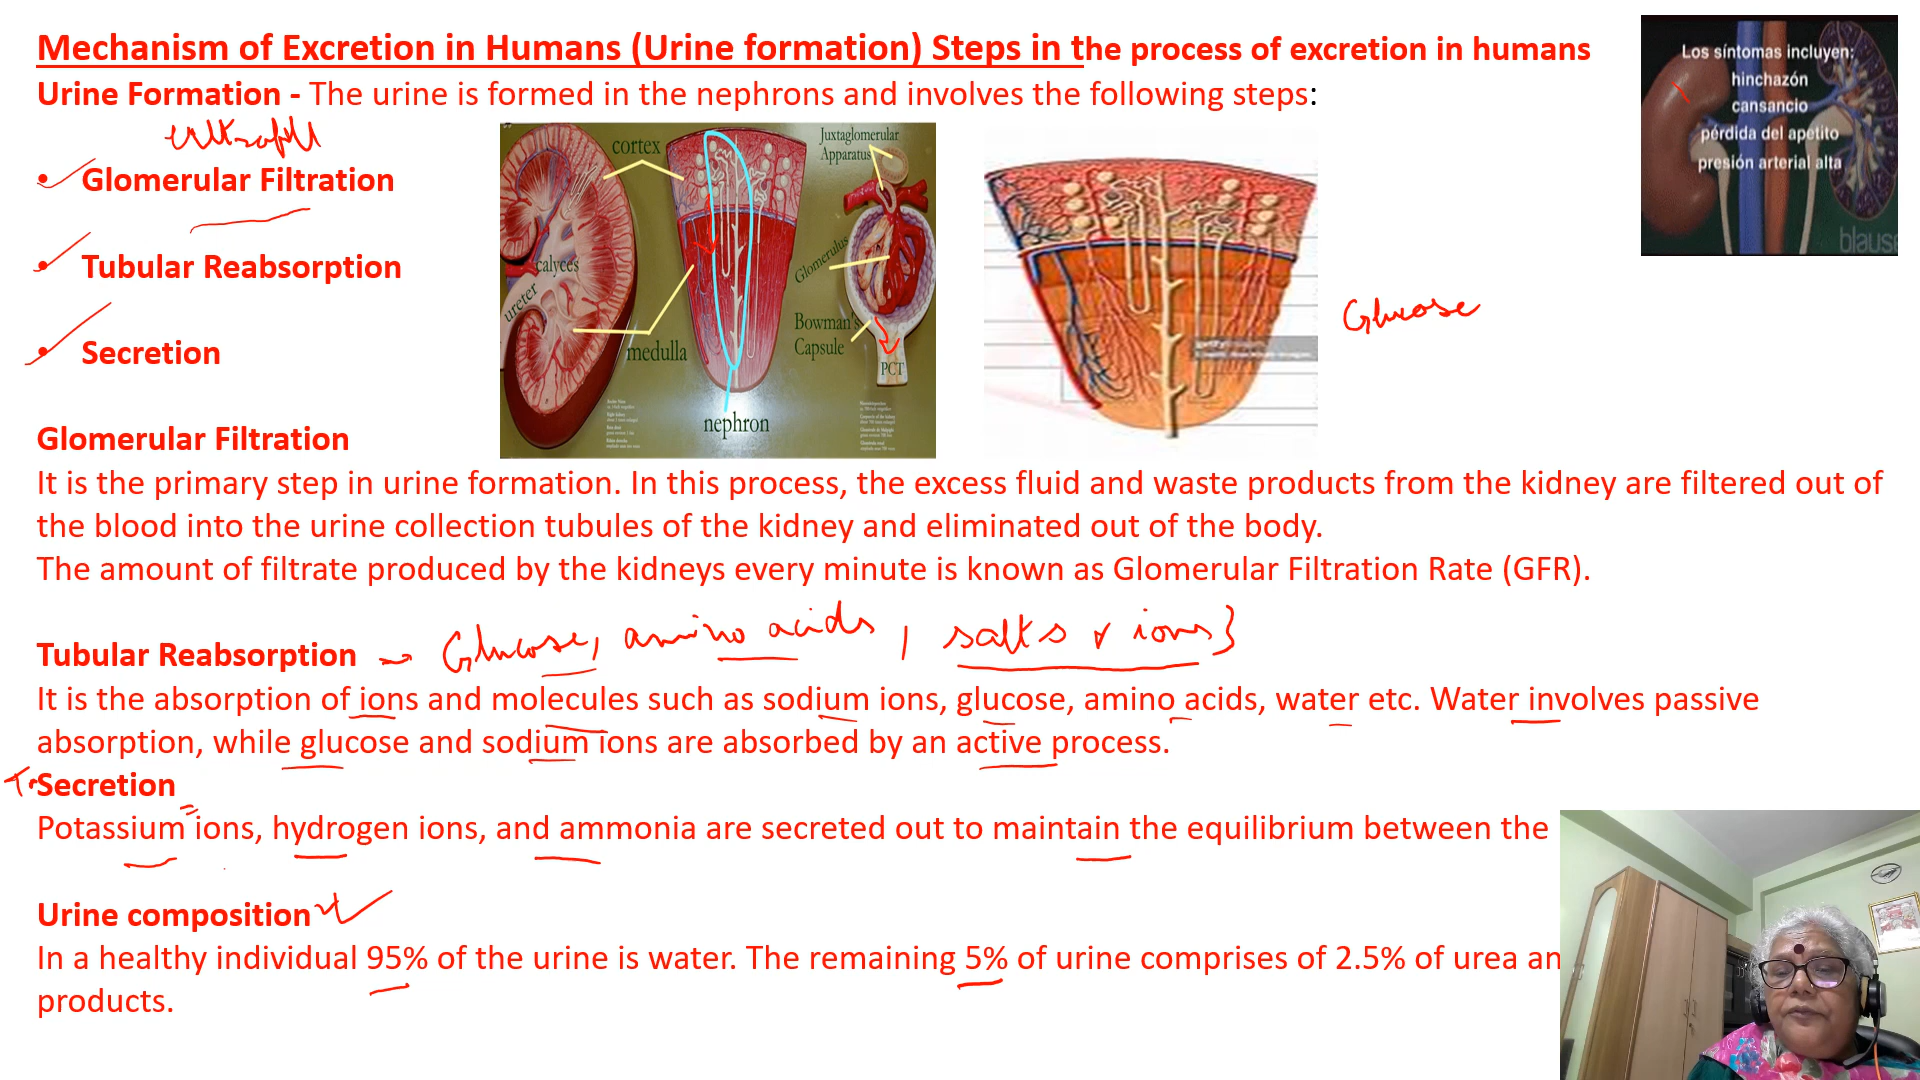 Mechanism of Excretion in Humans (Urine formation) Steps in the process of excretion in humans
Urine Formation - The urine is formed in the nephrons and involves the following steps:
• Glomerular Filtration
• Tubular Reabsorption
• Secretion
cortex
calyces
ureter
medulla
nephron
Juxtaglomerular
Apparatus
Glomerulus
Bowman's
Capsule
PCT
Los síntomas incluyen:
hinchazón
cansancio
pérdida del apetito
presión arterial alta
blause
Glucose
Glomerular Filtration
It is the primary step in urine formation. In this process, the excess fluid and waste products from the kidney are filtered out of
the blood into the urine collection tubules of the kidney and eliminated out of the body.
The amount of filtrate produced by the kidneys every minute is known as Glomerular Filtration Rate (GFR).
Tubular Reabsorption → Glucose, amino acids, salts & ions}
It is the absorption of ions and molecules such as sodium ions, glucose, amino acids, water etc. Water involves passive
absorption, while glucose and sodium ions are absorbed by an active process.
T. Secretion
Potassium ions, hydrogen ions, and ammonia are secreted out to maintain the equilibrium between the
Urine composition
In a healthy individual 95% of the urine is water. The remaining 5% of urine comprises of 2.5% of urea an
products.